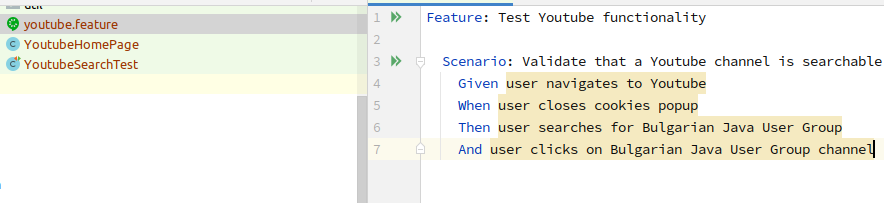 util
youtube.feature
YoutubeHomePage
YoutubeSearchTest
1 Feature: Test Youtube functionality
2
3 Scenario: Validate that a Youtube channel is searchable
4 Given user navigates to Youtube
5 When user closes cookies popup
6 Then user searches for Bulgarian Java User Group
7 And user clicks on Bulgarian Java User Group channel